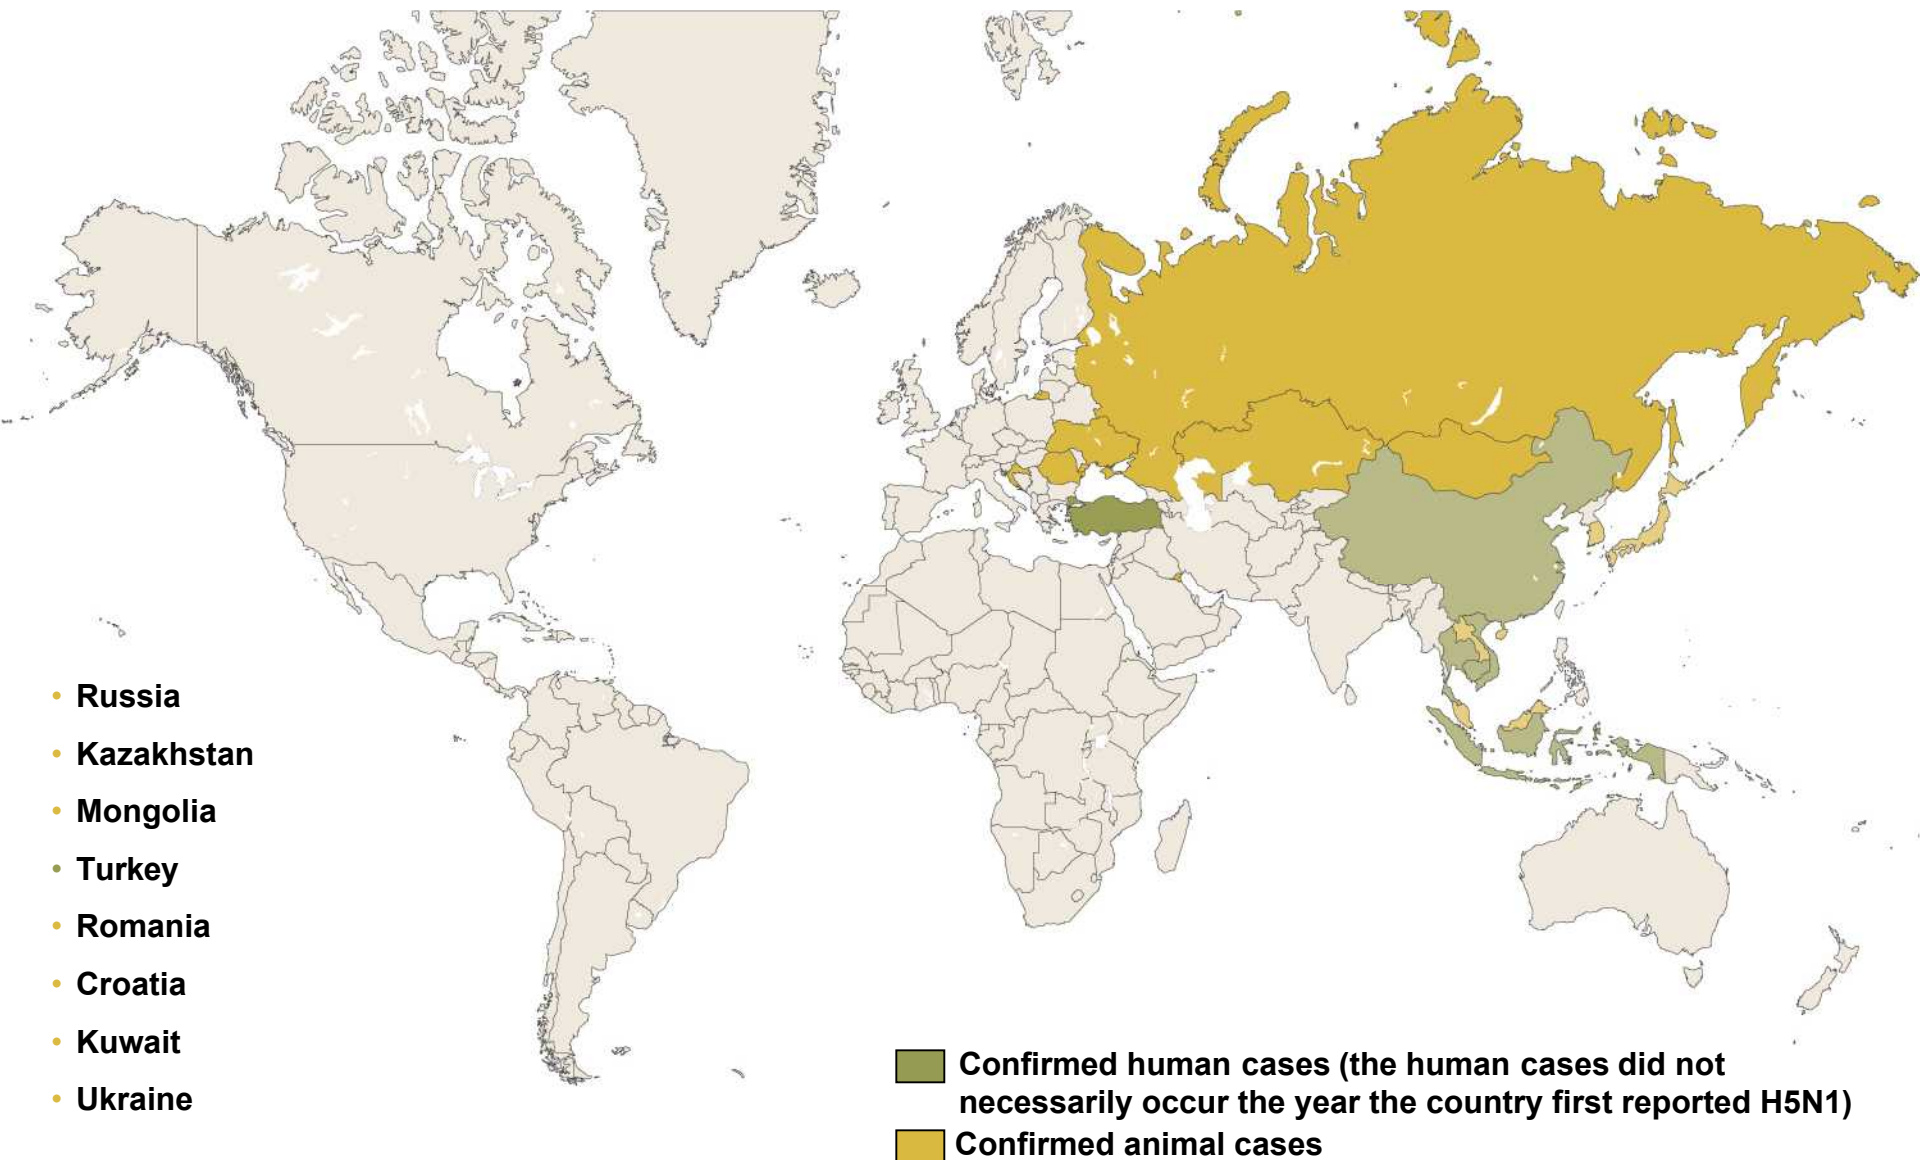 • Russia
• Kazakhstan
• Mongolia
• Turkey
• Romania
• Croatia
• Kuwait
• Ukraine
Confirmed human cases (the human cases did not
necessarily occur the year the country first reported H5N1)
Confirmed animal cases